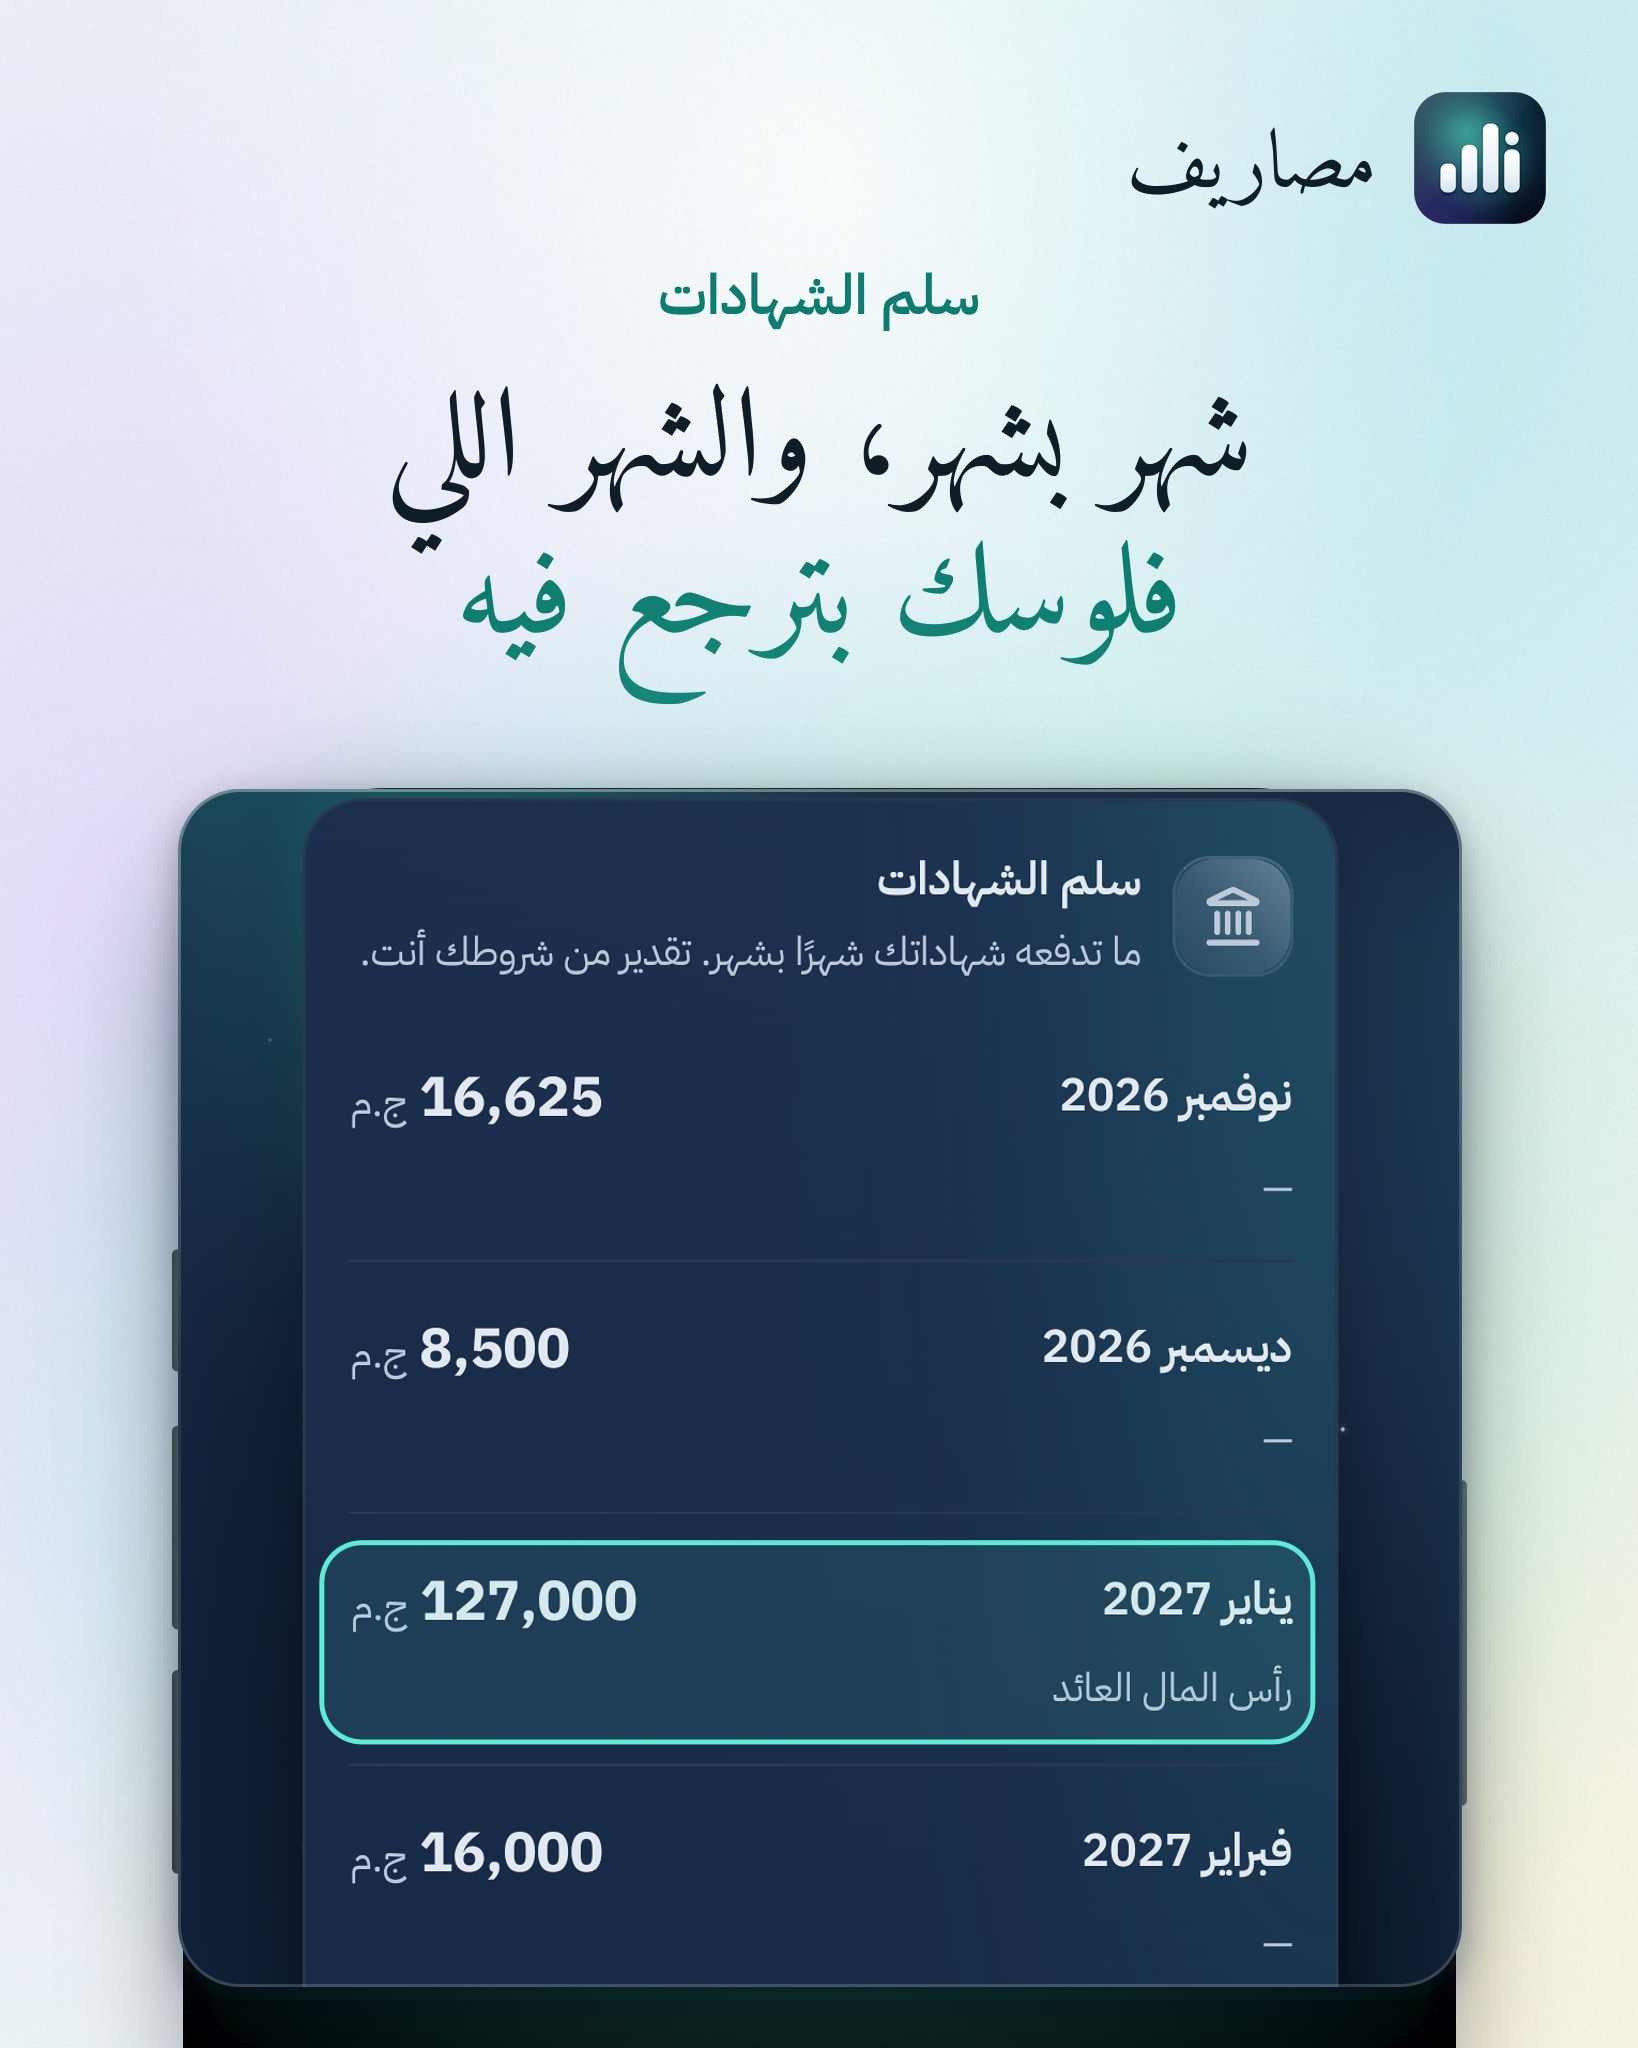 مصاريف
سلم الشهادات
شهر بشهر، والشهر اللي
فلوسك بترجع فيه
سلم الشهادات
ما تدفعه شهاداتك شهرًا بشهر. تقدير من شروطك أنت.
نوفمبر 2026
16,625 ج.م
—
ديسمبر 2026
8,500 ج.م
—
يناير 2027
127,000 ج.م
رأس المال العائد
فبراير 2027
16,000 ج.م
—